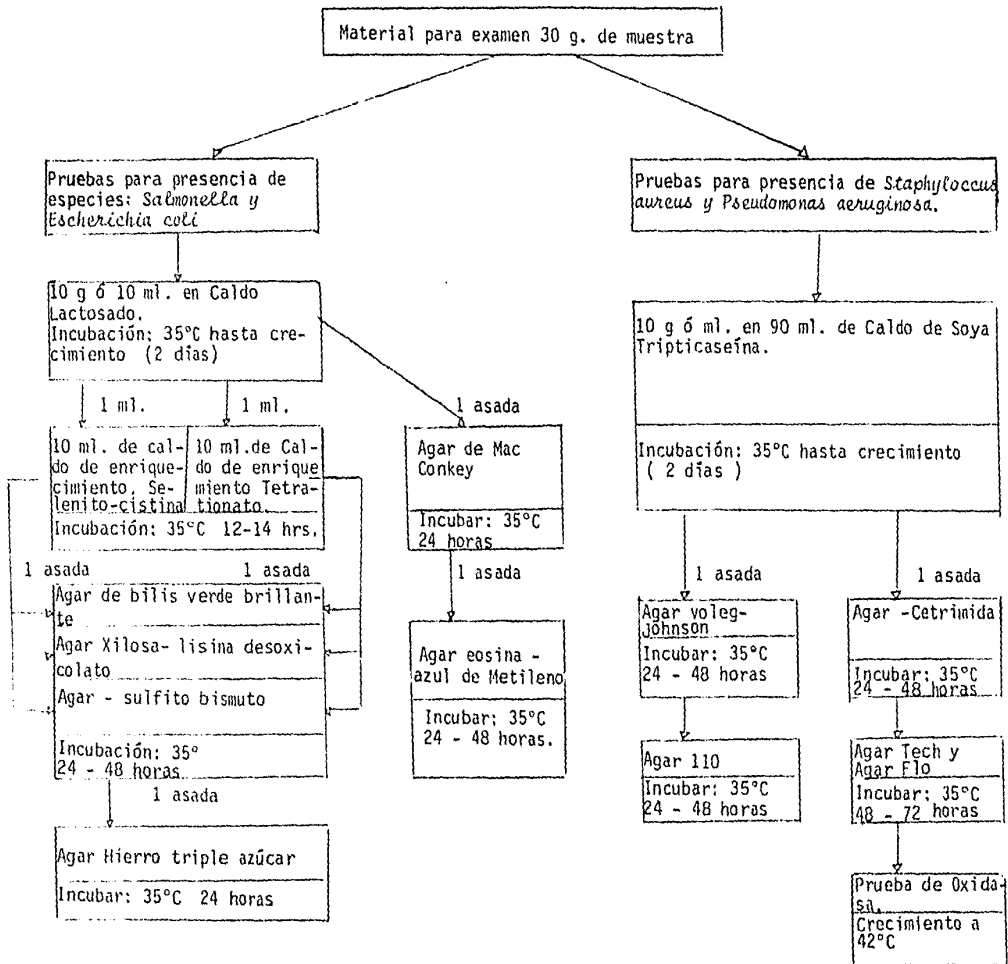 Material para examen 30 g. de muestra
Pruebas para presencia de
especies: Salmonella y
Escherichia coli
10 g ó 10 ml. en Caldo
Lactosado.
Incubación: 35°C hasta cre-
cimiento (2 días)
1 ml.
1 ml.
1 asada
10 ml. de cal-
do de enrique-
cimiento. Se-
lenito-cistina
10 ml.de Cal-
do de enrique
miento Tetra-
tionato.
Incubación: 35°C 12-14 hrs.
1 asada
1 asada
Agar de bilis verde brillan-
te
Agar Xilosa- lisina desoxi-
colato
Agar - sulfito bismuto
Incubación: 35°
24 - 48 horas
1 asada
Agar Hierro triple azúcar
Incubar: 35°C 24 horas
Agar de Mac
Conkey
Incubar: 35°C
24 horas
1 asada
Agar eosina -
azul de Metileno
Incubar: 35°C
24 - 48 horas.
Pruebas para presencia de Staphyloccus
aureus y Pseudomonas aeruginosa.
10 g ó ml. en 90 ml. de Caldo de Soya
Tripticaseína.
Incubación: 35°C hasta crecimiento
( 2 días )
1 asada
1 asada
Agar voleg-
johnson
Incubar: 35°C
24 - 48 horas
Agar 110
Incubar: 35°C
24 - 48 horas
Agar -Cetrimida
Incubar: 35°C
24 - 48 horas
Agar Tech y
Agar Flo
Incubar: 35°C
48 - 72 horas
Prueba de Oxida-
sa.
Crecimiento a
42°C